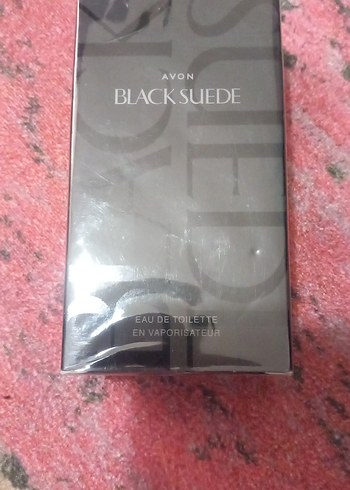 AVON
BLACK SUEDE
EAU DE TOILETTE
EN VAPORISATEUR